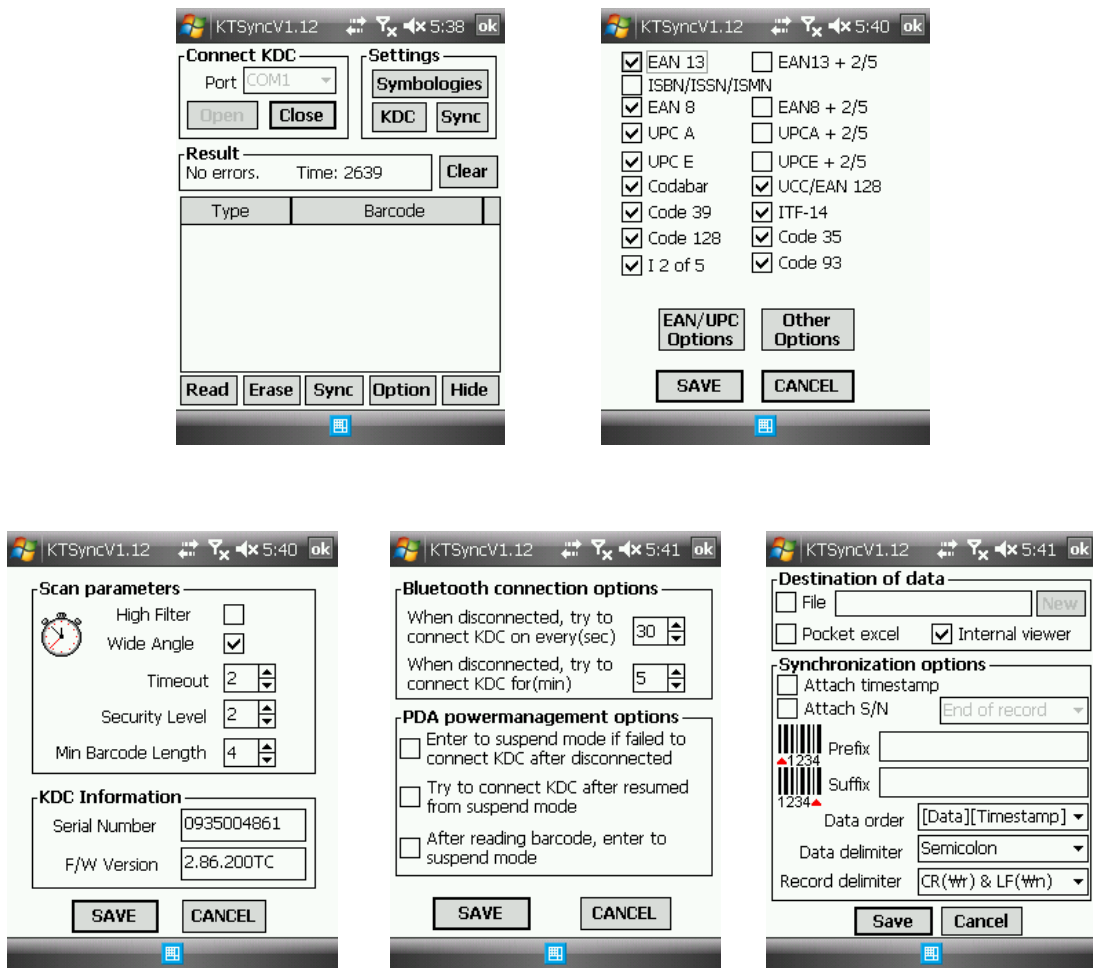 KTSyncV1.12 5:38 ok
Connect KDC
Port COM1
Open Close
Settings
Symbologies
KDC Sync
Result
No errors. Time: 2639
Clear
Type Barcode
Read Erase Sync Option Hide
KTSyncV1.12 5:40 ok
EAN 13 EAN13 + 2/5
ISBN/ISSN/ISMN
EAN 8 EAN8 + 2/5
UPC A UPCA + 2/5
UPC E UPCE + 2/5
Codabar UCC/EAN 128
Code 39 ITF-14
Code 128 Code 35
I 2 of 5 Code 93
EAN/UPC
Options
Other
Options
SAVE CANCEL
KTSyncV1.12 5:40 ok
Scan parameters
High Filter
Wide Angle
Timeout 2
Security Level 2
Min Barcode Length 4
KDC Information
Serial Number 0935004861
F/W Version 2.86.200TC
SAVE CANCEL
KTSyncV1.12 5:41 ok
Bluetooth connection options
When disconnected, try to
connect KDC on every(sec) 30
When disconnected, try to
connect KDC for(min) 5
PDA powermanagement options
Enter to suspend mode if failed to
connect KDC after disconnected
Try to connect KDC after resumed
from suspend mode
After reading barcode, enter to
suspend mode
SAVE CANCEL
KTSyncV1.12 5:41 ok
Destination of data
File New
Pocket excel Internal viewer
Synchronization options
Attach timestamp
Attach S/N End of record
1234 Prefix
1234 Suffix
Data order [Data][Timestamp]
Data delimiter Semicolon
Record delimiter CR(₩r) & LF(₩n)
Save Cancel